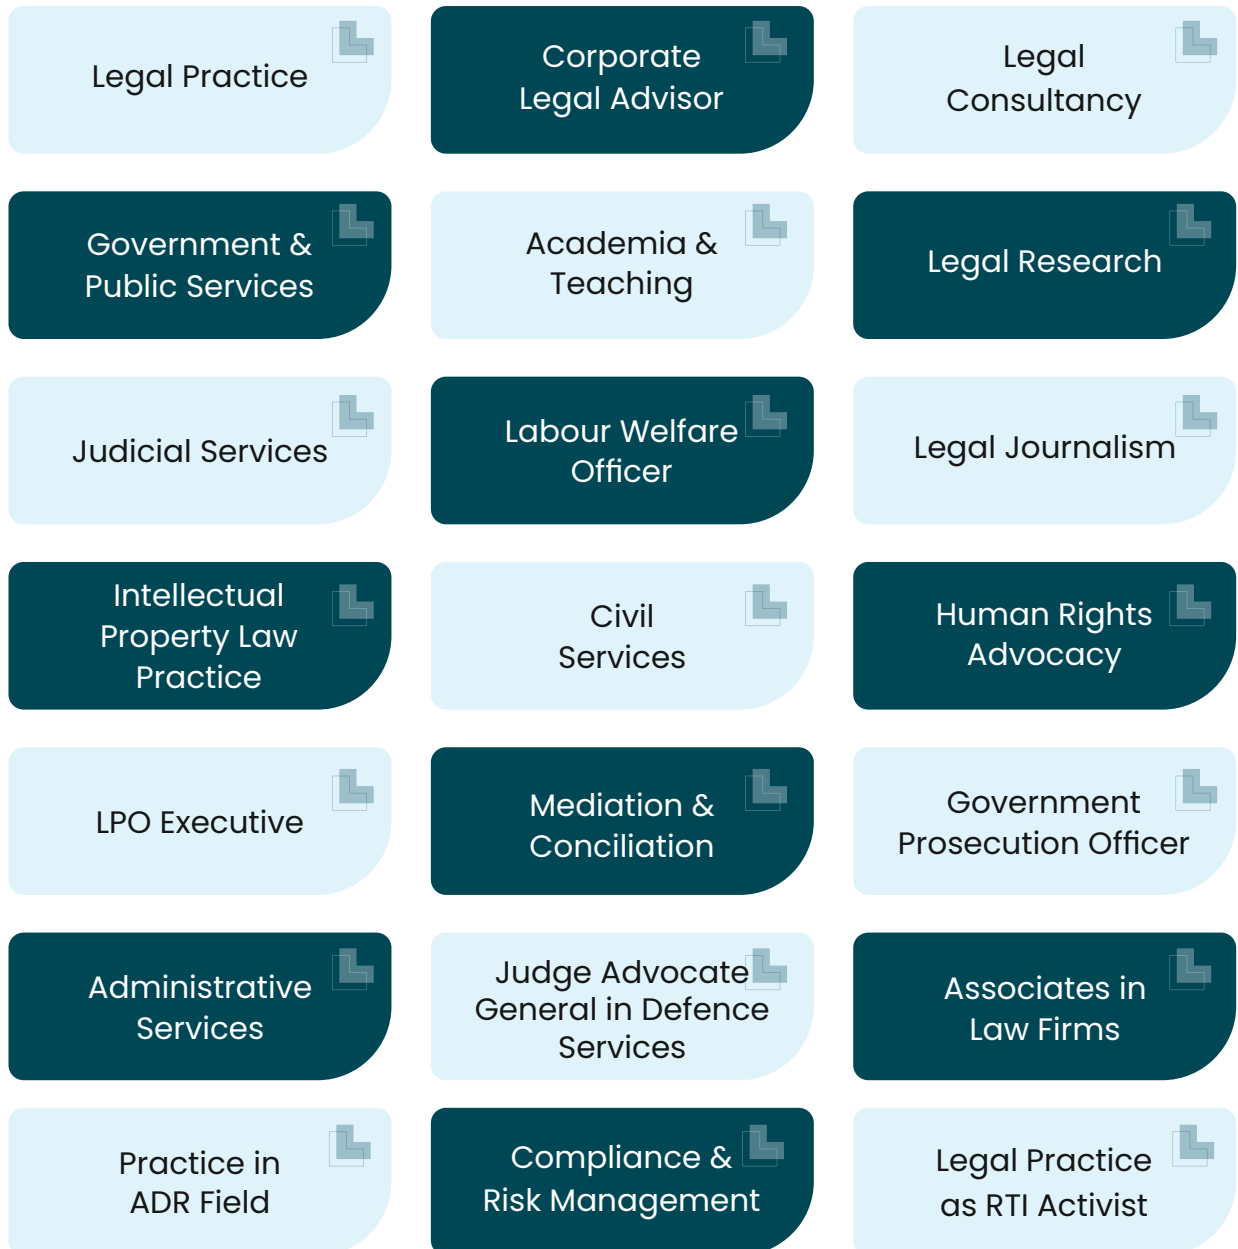 Legal Practice
Corporate
Legal Advisor
Legal
Consultancy
Government &
Public Services
Academia &
Teaching
Legal Research
Judicial Services
Labour Welfare
Officer
Legal Journalism
Intellectual
Property Law
Practice
Civil
Services
Human Rights
Advocacy
LPO Executive
Mediation &
Conciliation
Government
Prosecution Officer
Administrative
Services
Judge Advocate
General in Defence
Services
Associates in
Law Firms
Practice in
ADR Field
Compliance &
Risk Management
Legal Practice
as RTI Activist